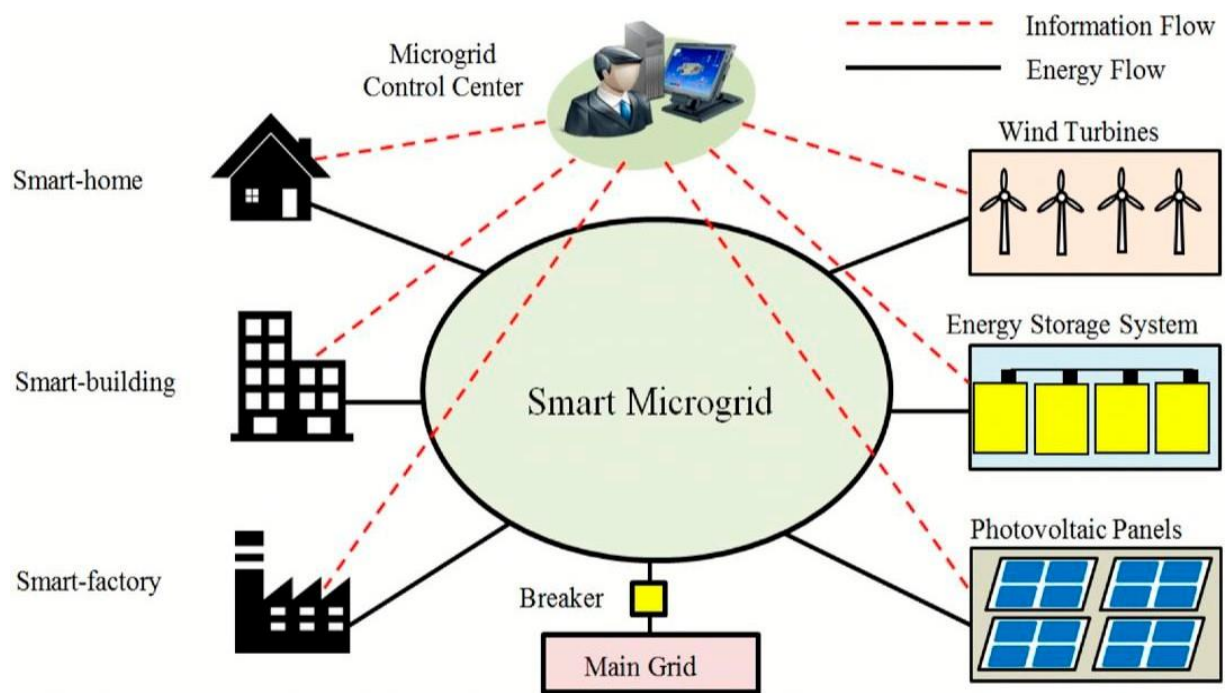 Microgrid
Control Center
Information Flow
Energy Flow
Wind Turbines
Smart-home
Energy Storage System
Smart-building
Smart Microgrid
Photovoltaic Panels
Smart-factory
Breaker
Main Grid